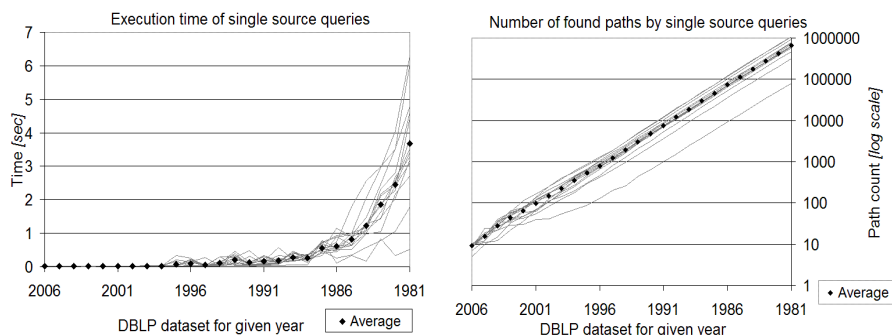 Execution time of single source queries
7
6
5
4
3
2
1
0
Time [sec]
2006 2001 1996 1991 1986 1981
DBLP dataset for given year
Average
Number of found paths by single source queries
1000000
100000
10000
1000
100
10
1
Path count [log scale]
2006 2001 1996 1991 1986 1981
DBLP dataset for given year
Average